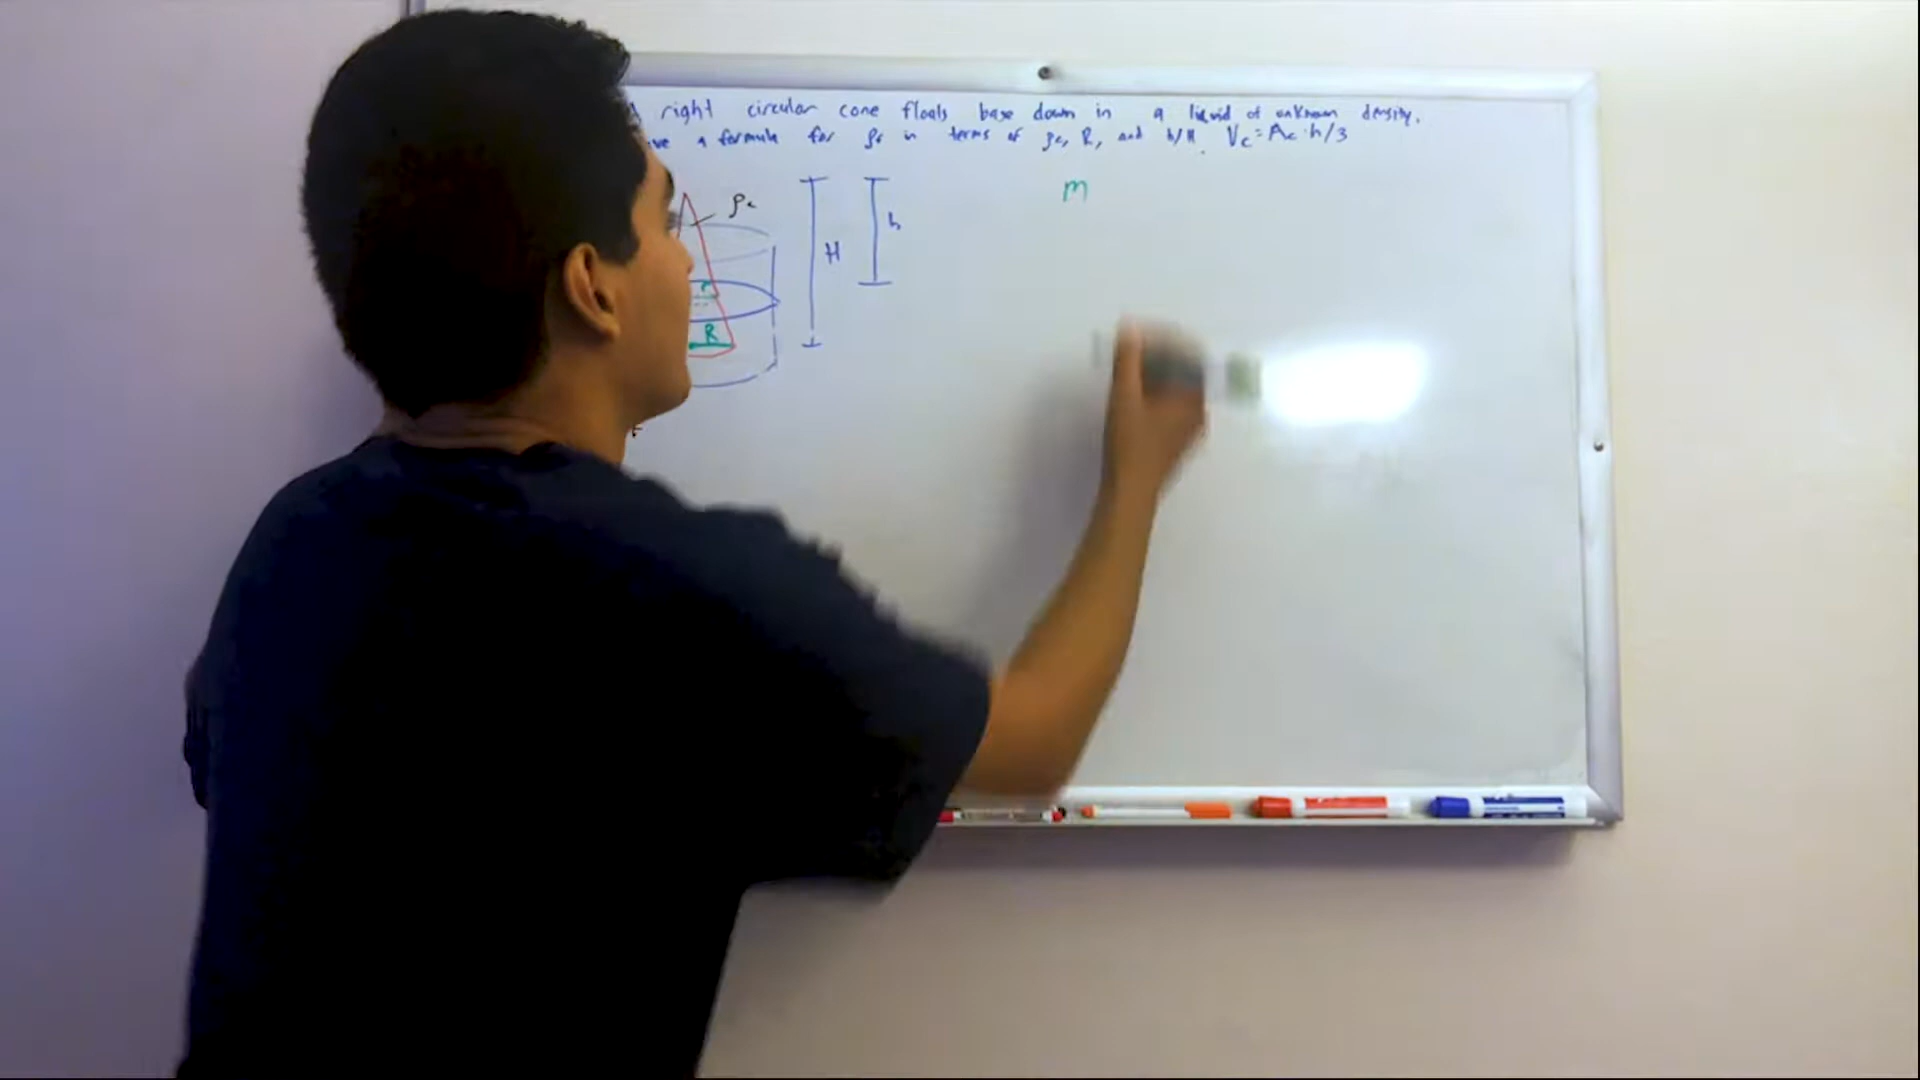 right circular cone floats base down in a liquid of unknown density.
a formula for ρf in terms of ρc, R, and h/H. Vc = Ac·h/3
m
ρc
h
H
r
R